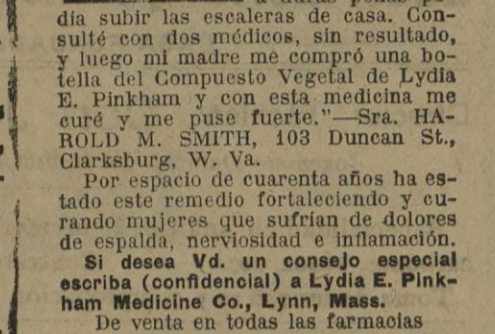 a duras penas po-
día subir las escaleras de casa. Con-
sulté con dos médicos, sin resultado,
y luego mi madre me compró una bo-
tella del Compuesto Vegetal de Lydia
E. Pinkham y con esta medicina me
curé y me puse fuerte."—Sra. HA-
ROLD M. SMITH, 103 Duncan St.,
Clarksburg, W. Va.
Por espacio de cuarenta años ha es-
tado este remedio fortaleciendo y cu-
rando mujeres que sufrían de dolores
de espalda, nerviosidad e inflamación.
Si desea Vd. un consejo especial
escriba (confidencial) a Lydia E. Pink-
ham Medicine Co., Lynn, Mass.
De venta en todas las farmacias